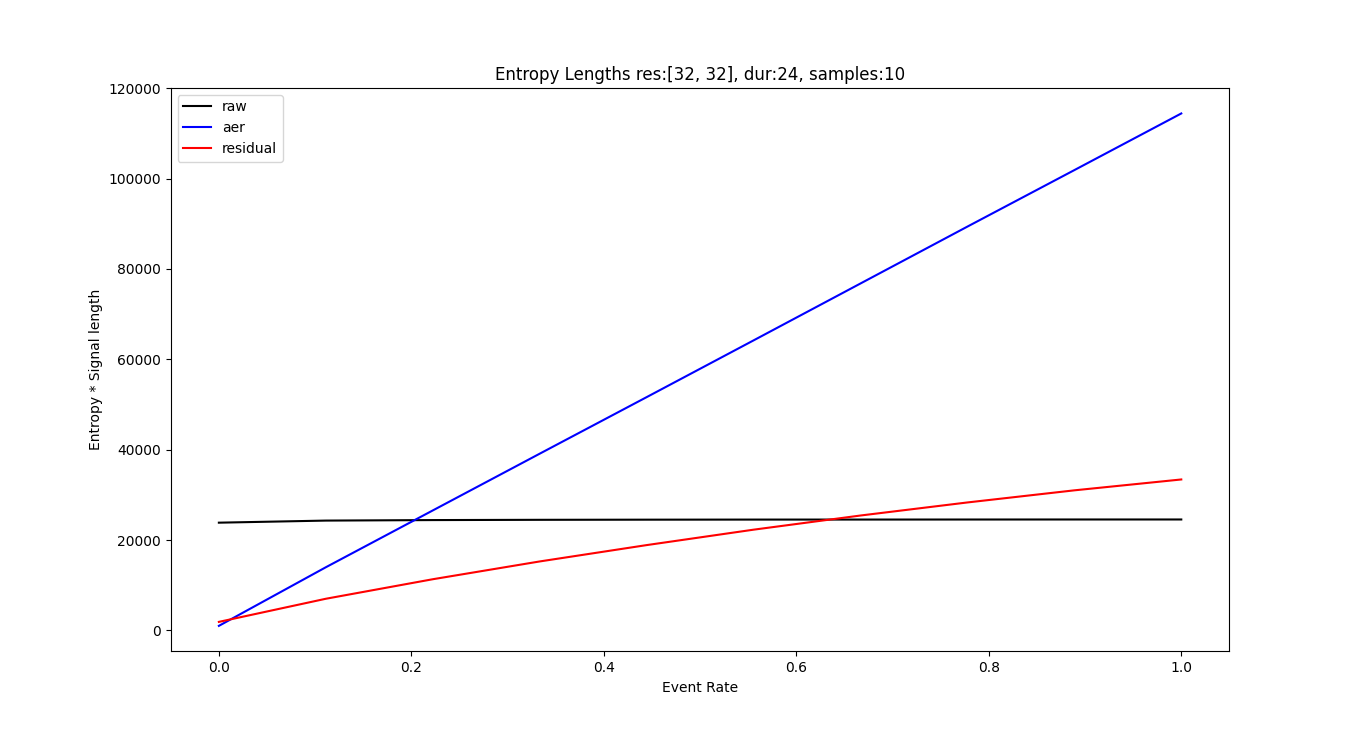 Entropy Lengths res:[32, 32], dur:24, samples:10
raw
aer
residual
120000
100000
80000
60000
40000
20000
0
Entropy * Signal length
0.0 0.2 0.4 0.6 0.8 1.0
Event Rate